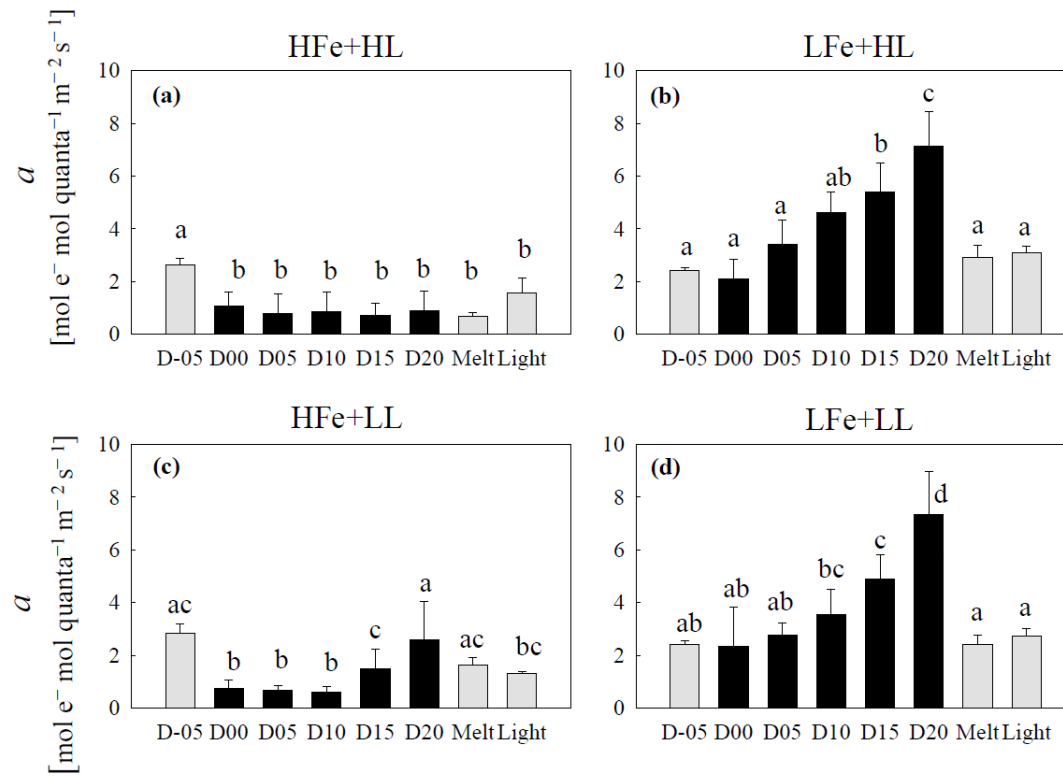 HFe+HL
LFe+HL
a
[mol e⁻ mol quanta⁻¹ m⁻² s⁻¹]
(a)
10
8
6
4
2
0
a
b
b
b
b
b
b
b
D-05 D00 D05 D10 D15 D20 Melt Light
(b)
10
8
6
4
2
0
a
a
a
ab
b
c
a
a
D-05 D00 D05 D10 D15 D20 Melt Light
HFe+LL
LFe+LL
a
[mol e⁻ mol quanta⁻¹ m⁻² s⁻¹]
(c)
10
8
6
4
2
0
ac
b
b
b
c
a
ac
bc
D-05 D00 D05 D10 D15 D20 Melt Light
(d)
10
8
6
4
2
0
ab
ab
ab
bc
c
d
a
a
D-05 D00 D05 D10 D15 D20 Melt Light